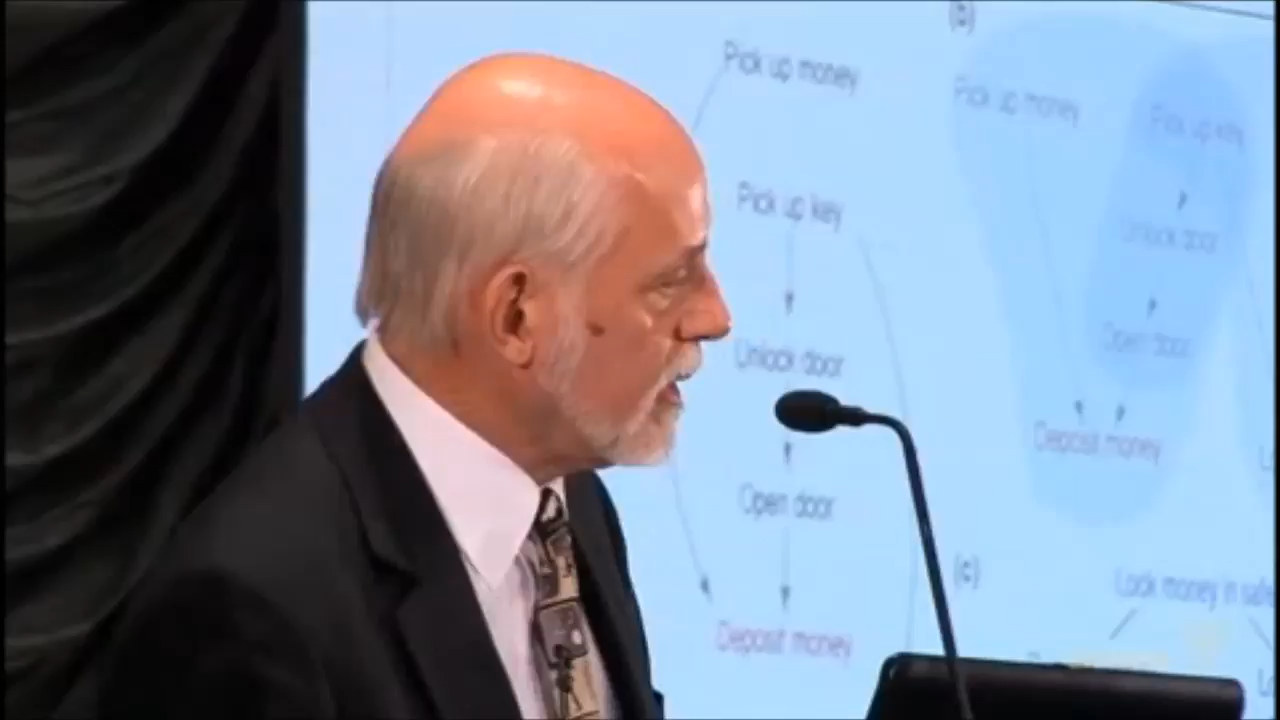 Pick up money
Pick up key
Unlock door
Open door
Deposit money
(b)
Pick up money
Pick up key
Unlock door
Open door
Deposit money
(c)
Lock money in safe